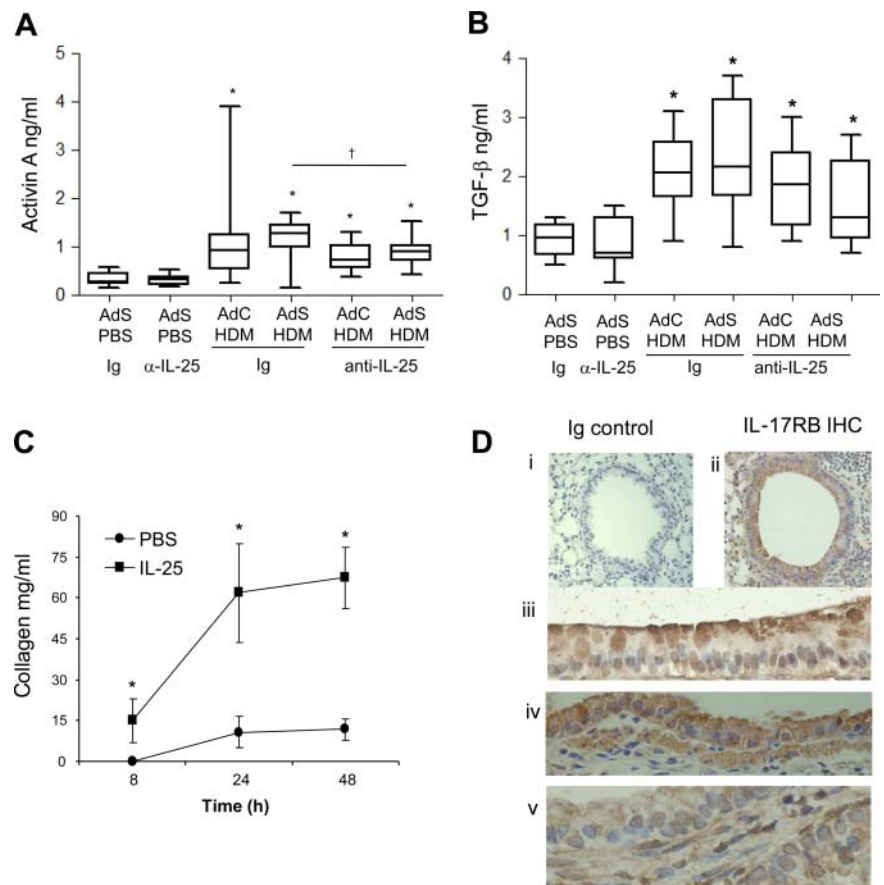 A
Activin A ng/ml
5
4
3
2
1
0
*
*
†
*
*
AdS AdS AdC AdS AdC AdS
PBS PBS HDM HDM HDM HDM
Ig α-IL-25 Ig anti-IL-25
B
TGF-β ng/ml
4
3
2
1
0
*
*
*
*
AdS AdS AdC AdS AdC AdS
PBS PBS HDM HDM HDM HDM
Ig α-IL-25 Ig anti-IL-25
C
Collagen mg/ml
90
75
60
45
30
15
0
PBS
IL-25
*
*
*
8 24 48
Time (h)
D
Ig control IL-17RB IHC
i ii
iii
iv
v